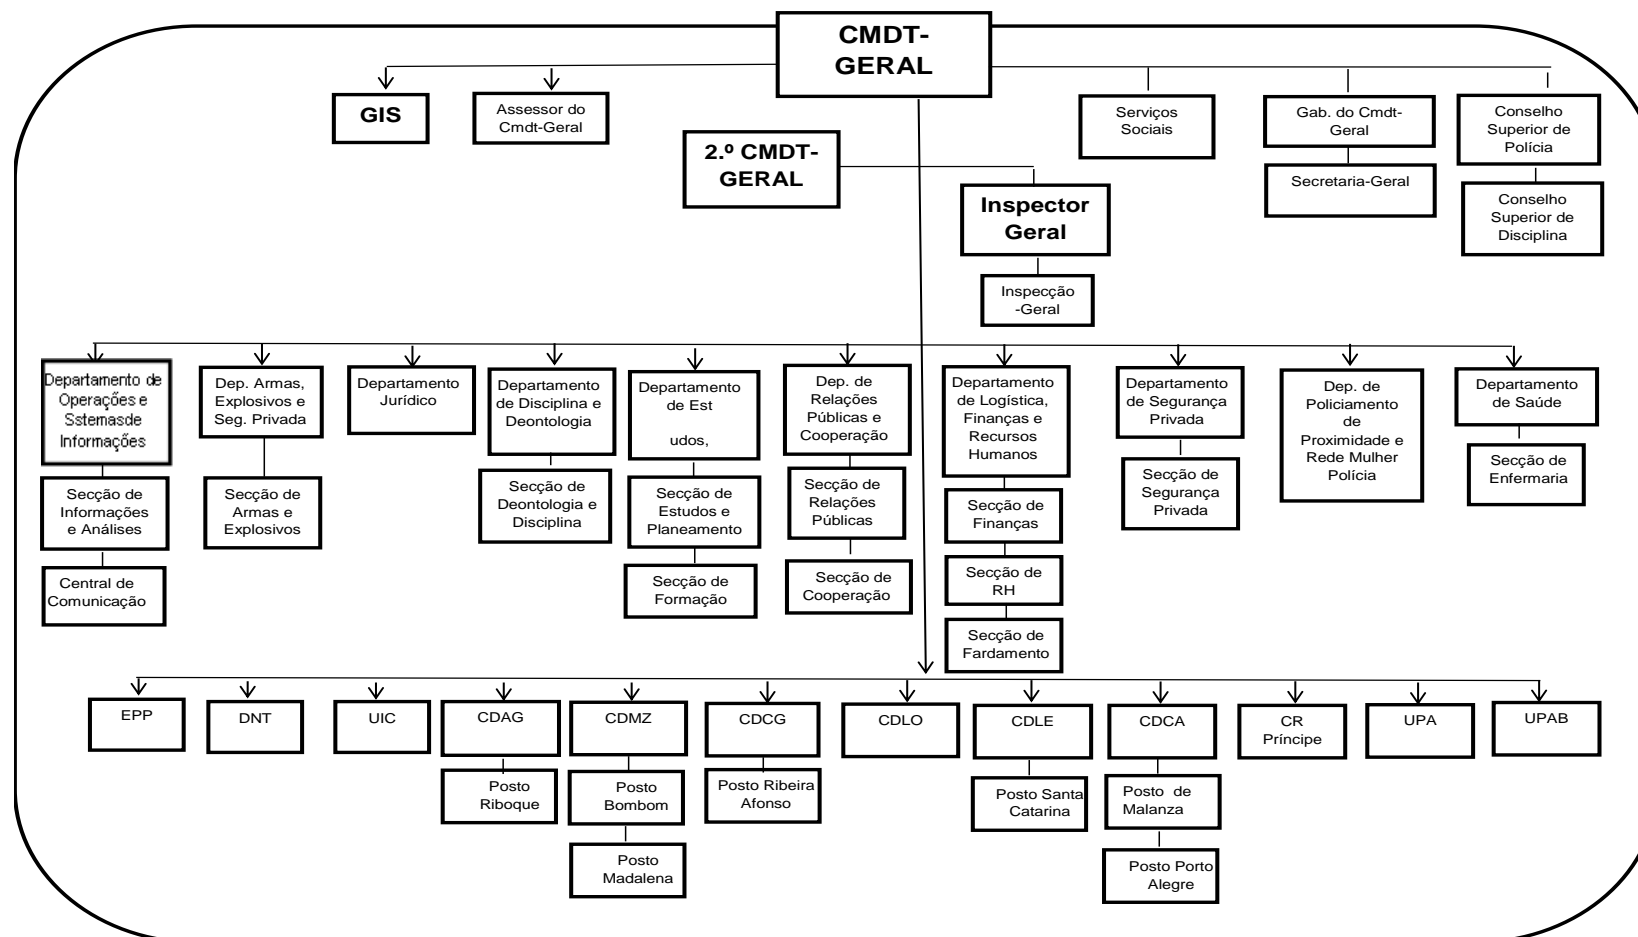 CMDT-
GERAL
GIS
Assessor do
Cmdt-Geral
Serviços
Sociais
Gab. do Cmdt-
Geral
Conselho
Superior de
Polícia
2.º CMDT-
GERAL
Secretaria-Geral
Conselho
Superior de
Disciplina
Inspector
Geral
Inspecção
-Geral
Departamento de
Operações e
Sstemasde
Informações
Dep. Armas,
Explosivos e
Seg. Privada
Departamento
Jurídico
Departamento
de Disciplina e
Deontologia
Departamento
de Est
udos,
Dep. de
Relações
Públicas e
Cooperação
Departamento
de Logística,
Finanças e
Recursos
Humanos
Departamento
de Segurança
Privada
Dep. de
Policiamento
de
Proximidade e
Rede Mulher
Polícia
Departamento
de Saúde
Secção de
Informações
e Análises
Secção de
Armas e
Explosivos
Secção de
Deontologia e
Disciplina
Secção de
Estudos e
Planeamento
Secção de
Relações
Públicas
Secção de
Finanças
Secção de
Segurança
Privada
Secção de
Enfermaria
Central de
Comunicação
Secção de
Formação
Secção de
Cooperação
Secção de
RH
Secção de
Fardamento
EPP
DNT
UIC
CDAG
CDMZ
CDCG
CDLO
CDLE
CDCA
CR
Príncipe
UPA
UPAB
Posto
Riboque
Posto
Bombom
Posto Ribeira
Afonso
Posto Santa
Catarina
Posto de
Malanza
Posto
Madalena
Posto Porto
Alegre